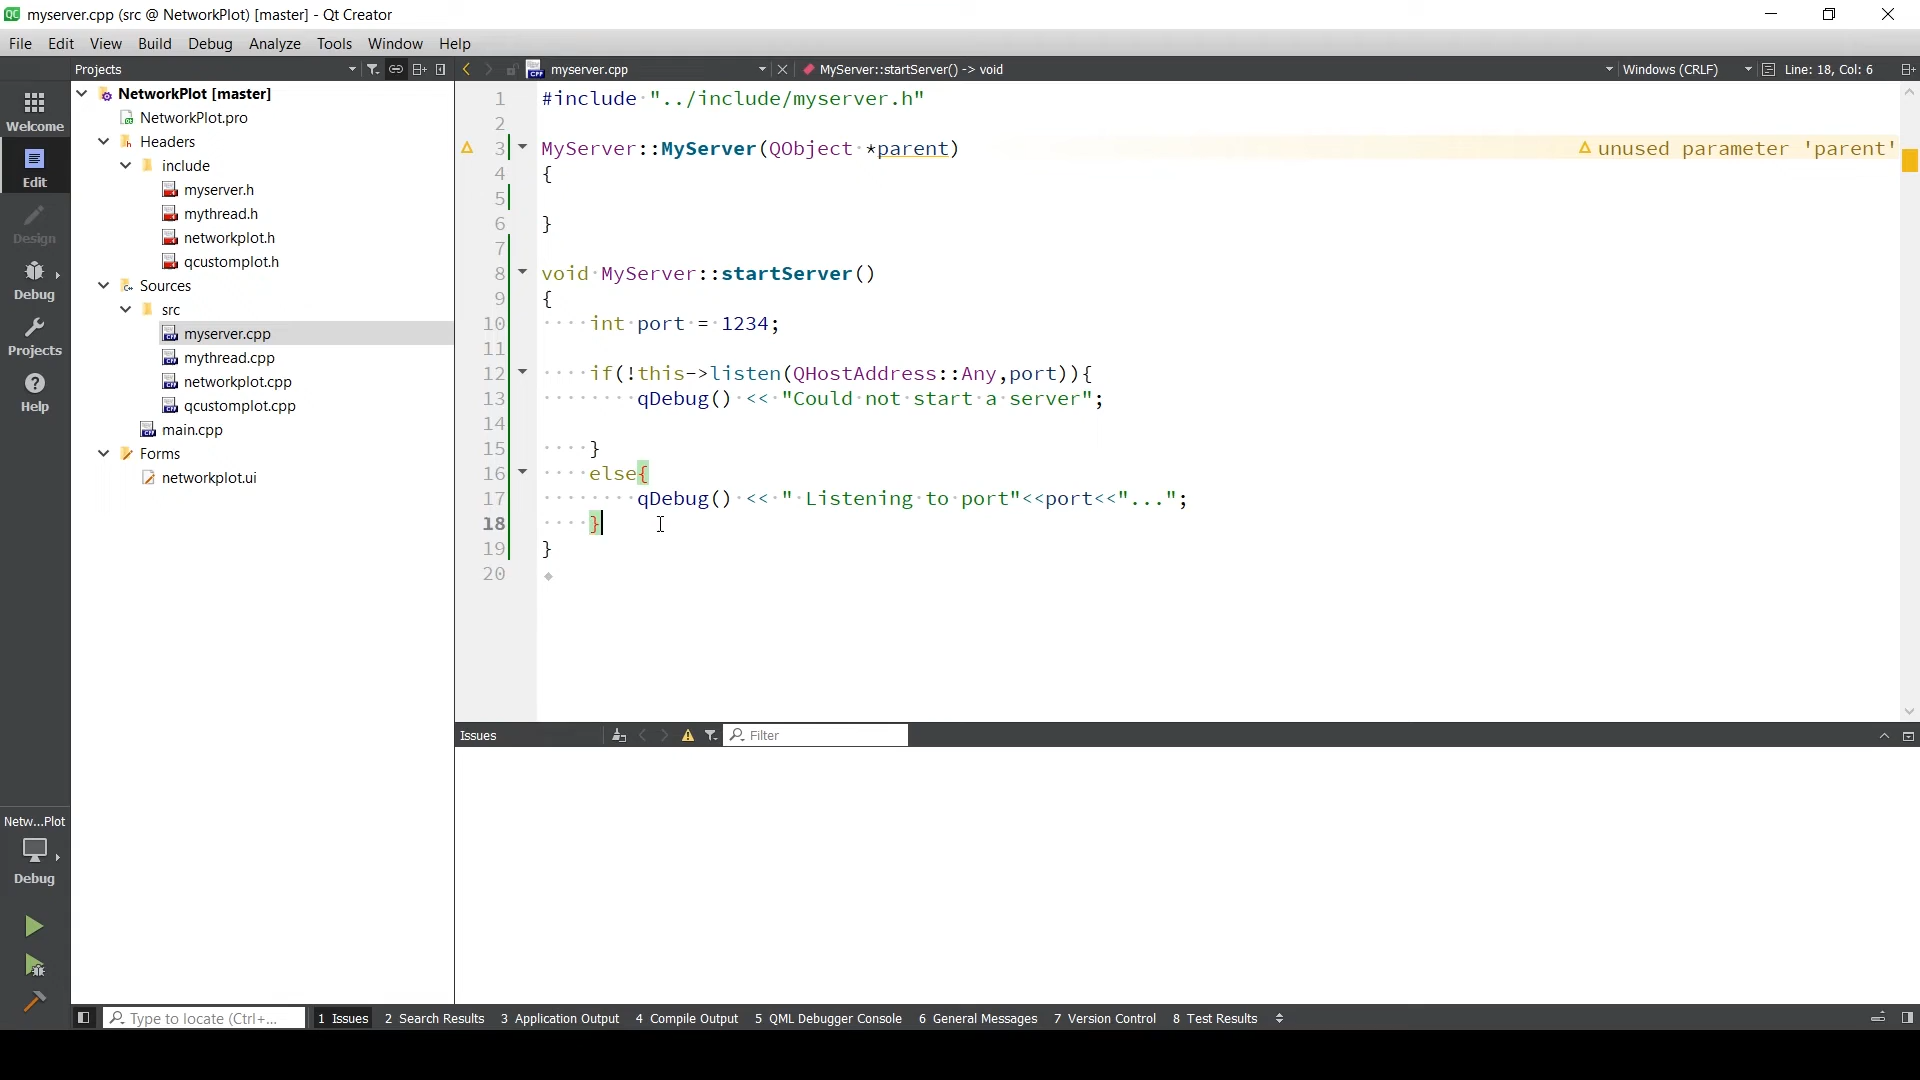 myserver.cpp (src @ NetworkPlot) [master] - Qt Creator
File Edit View Build Debug Analyze Tools Window Help
Projects myserver.cpp MyServer::startServer() -> void Windows (CRLF) Line: 18, Col: 6
Welcome
Edit
Design
Debug
Projects
Help
NetworkPlot [master]
NetworkPlot.pro
Headers
include
myserver.h
mythread.h
networkplot.h
qcustomplot.h
Sources
src
myserver.cpp
mythread.cpp
networkplot.cpp
qcustomplot.cpp
main.cpp
Forms
networkplot.ui
1 #include "../include/myserver.h"
2
3 MyServer::MyServer(QObject *parent) unused parameter 'parent'
4 {
5
6 }
7
8 void MyServer::startServer()
9 {
10 int port = 1234;
11
12 if(!this->listen(QHostAddress::Any,port)){
13 qDebug() << "Could not start a server";
14
15 }
16 else{
17 qDebug() << " Listening to port"<<port<<"...";
18 }
19 }
20
Issues Filter
Netw...Plot
Debug
Type to locate (Ctrl+... 1 Issues 2 Search Results 3 Application Output 4 Compile Output 5 QML Debugger Console 6 General Messages 7 Version Control 8 Test Results